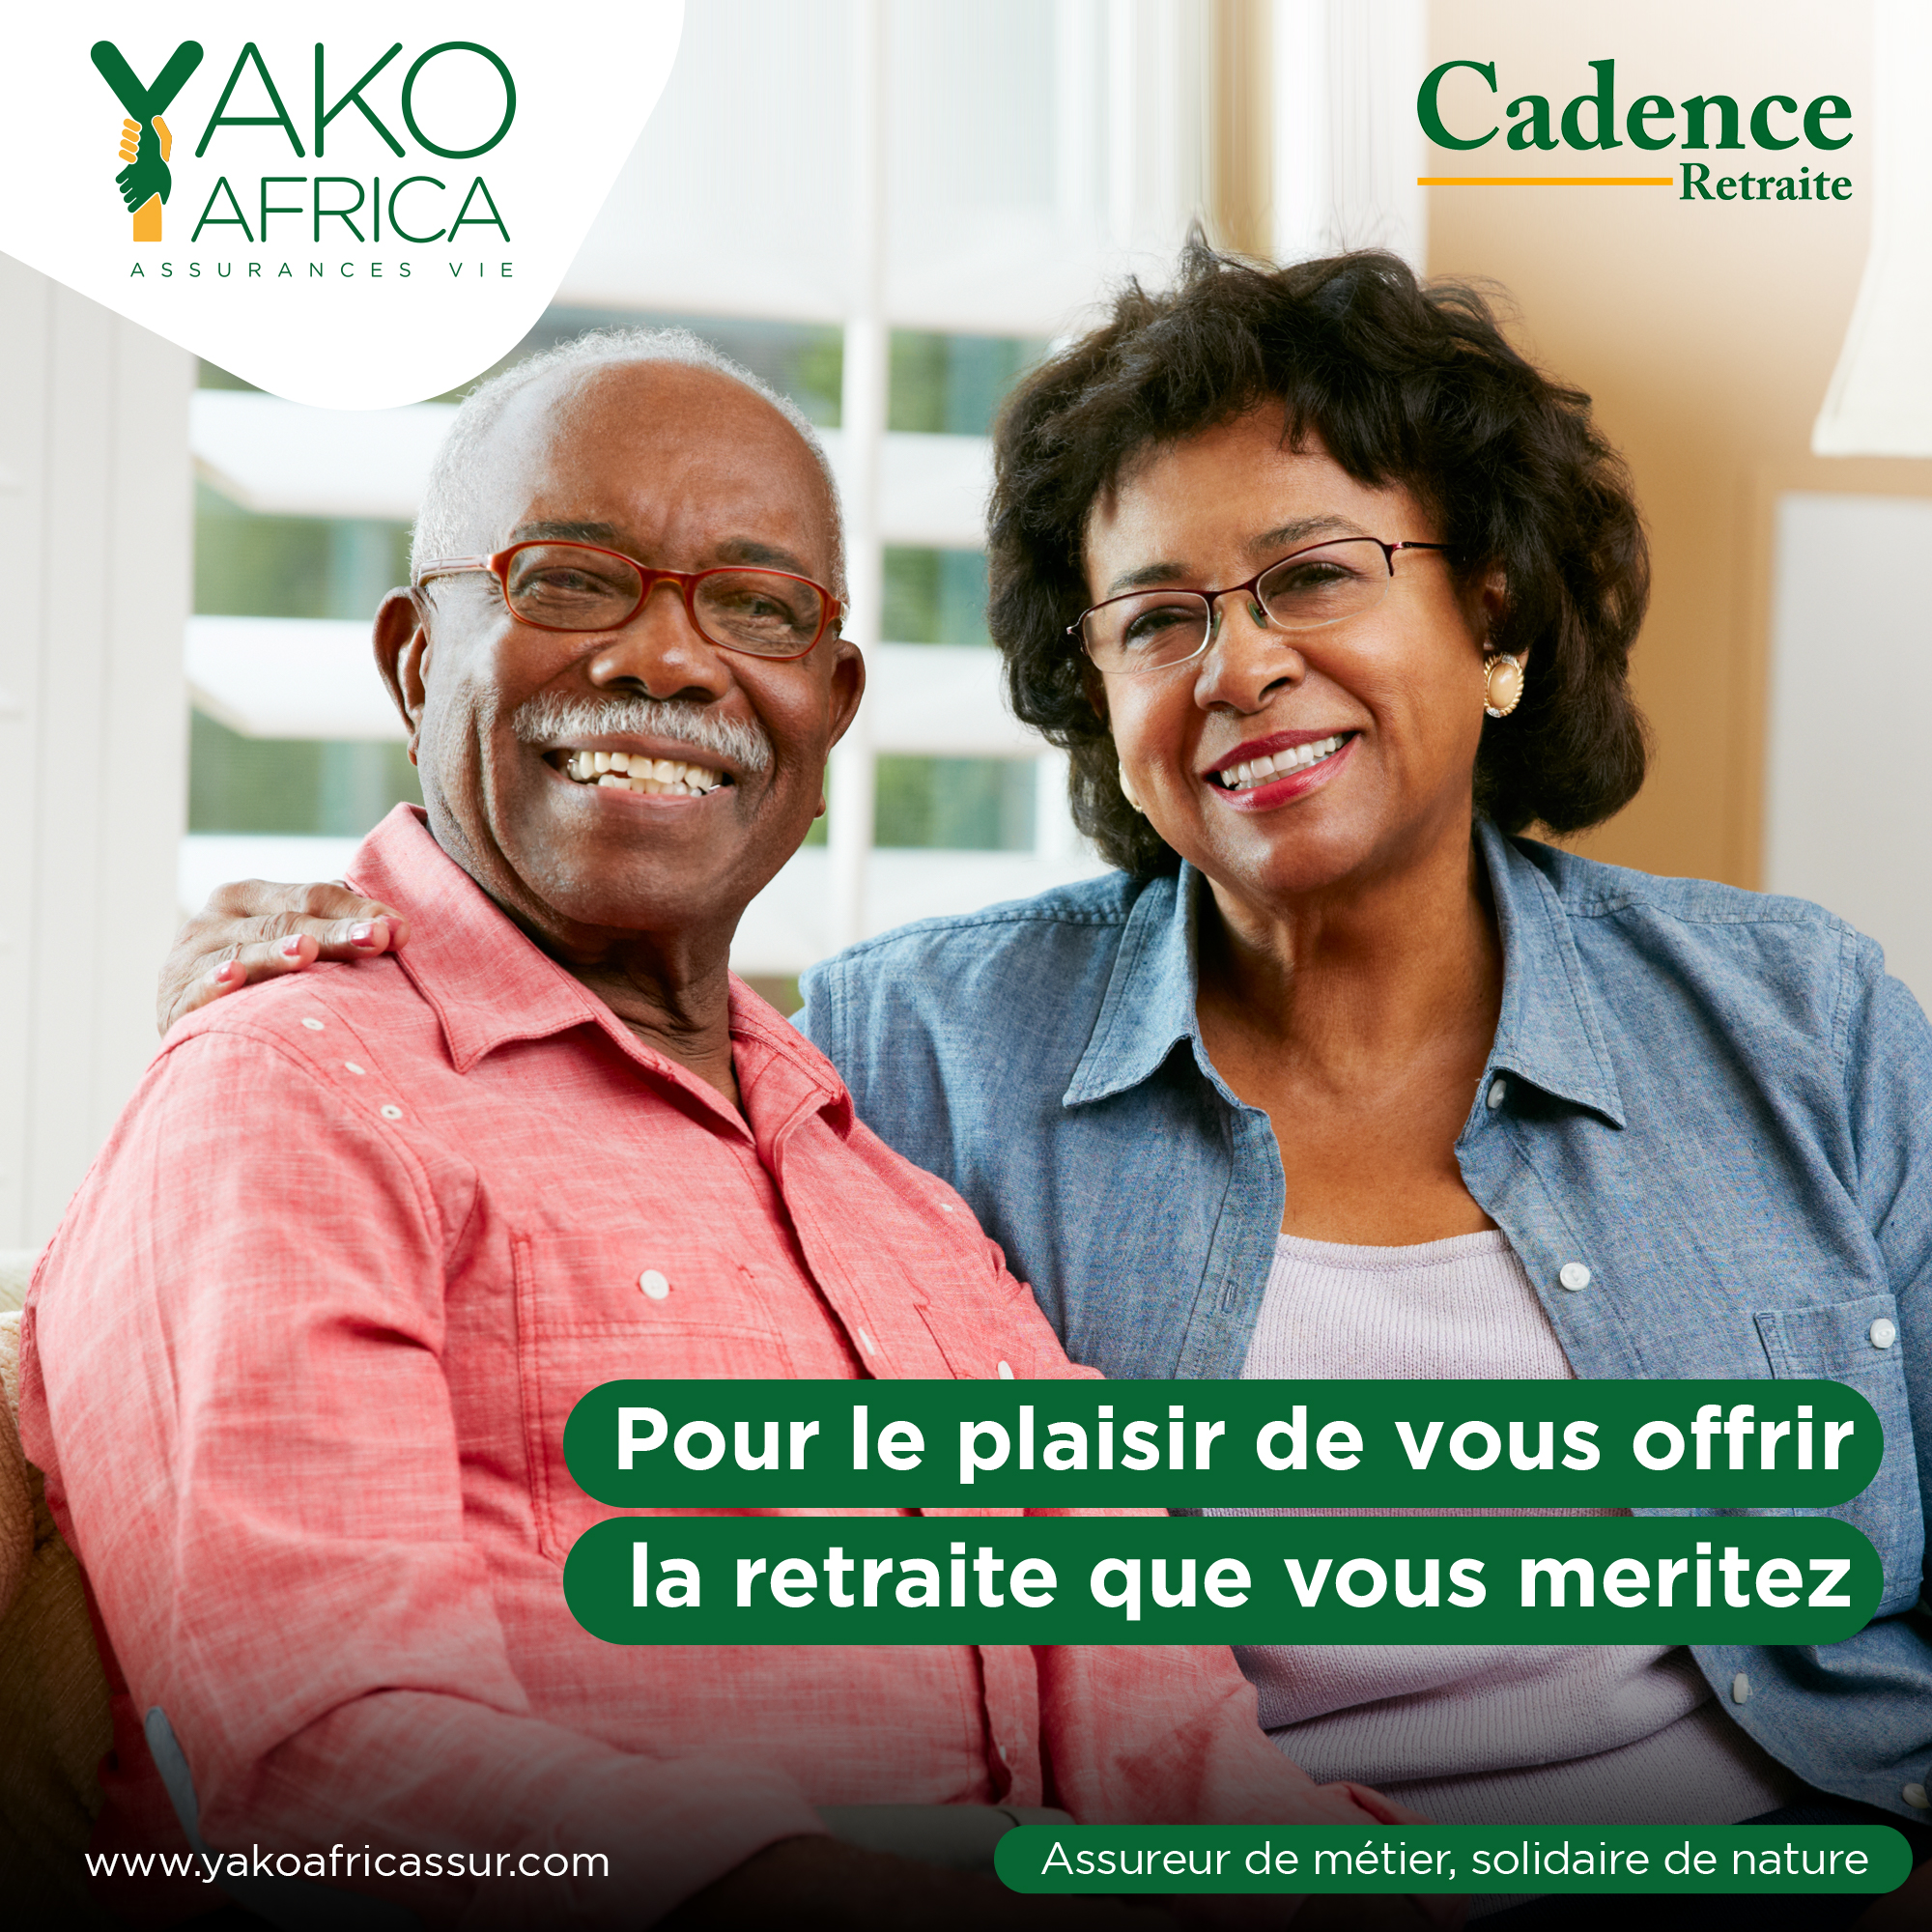 YAKO
AFRICA
ASSURANCES VIE
Cadence
Retraite
Pour le plaisir de vous offrir
la retraite que vous meritez
www.yakoafricassur.com
Assureur de métier, solidaire de nature